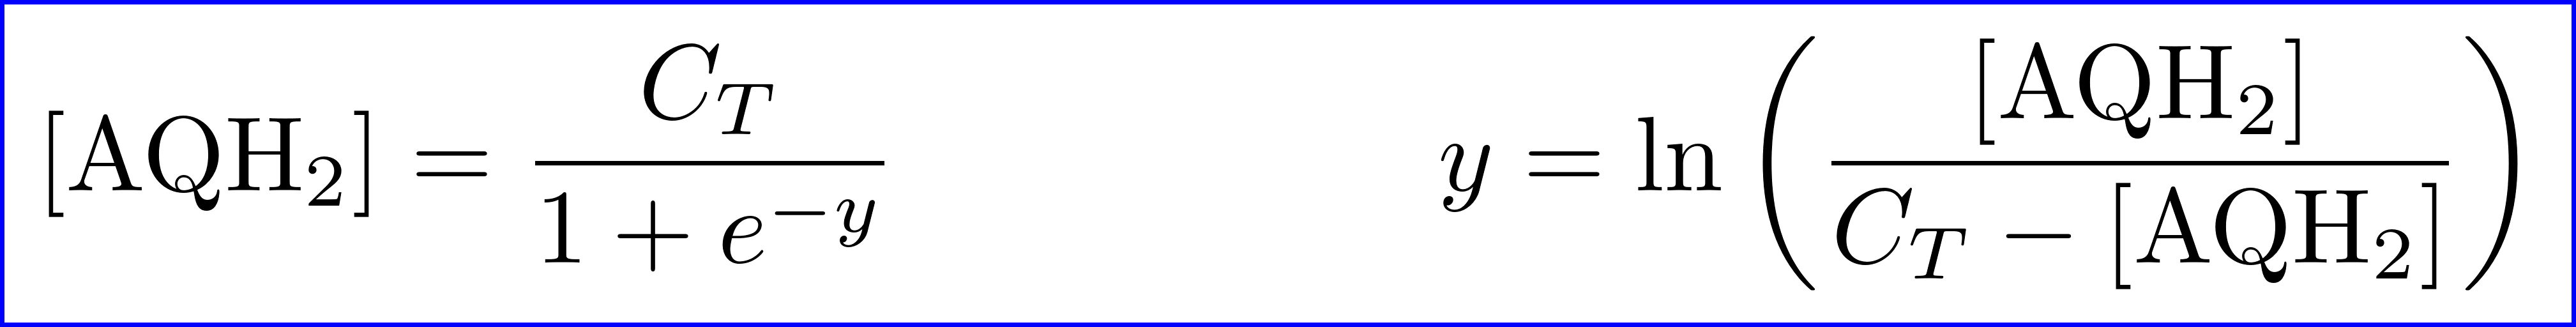 [AQH₂] = C_T / (1 + e^{-y})    y = ln([AQH₂] / (C_T − [AQH₂]))